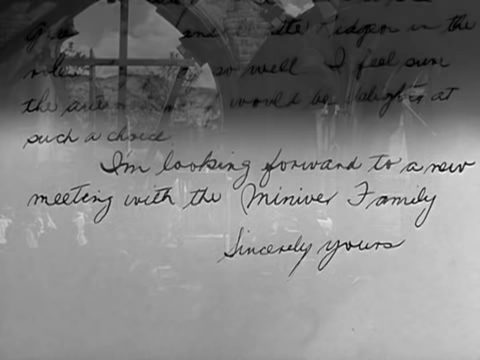 Gree and Pidgeon in the
so well. I feel sure
the would be delighted at
such a choice
I'm looking forward to a new
meeting with the Miniver Family
Sincerely yours